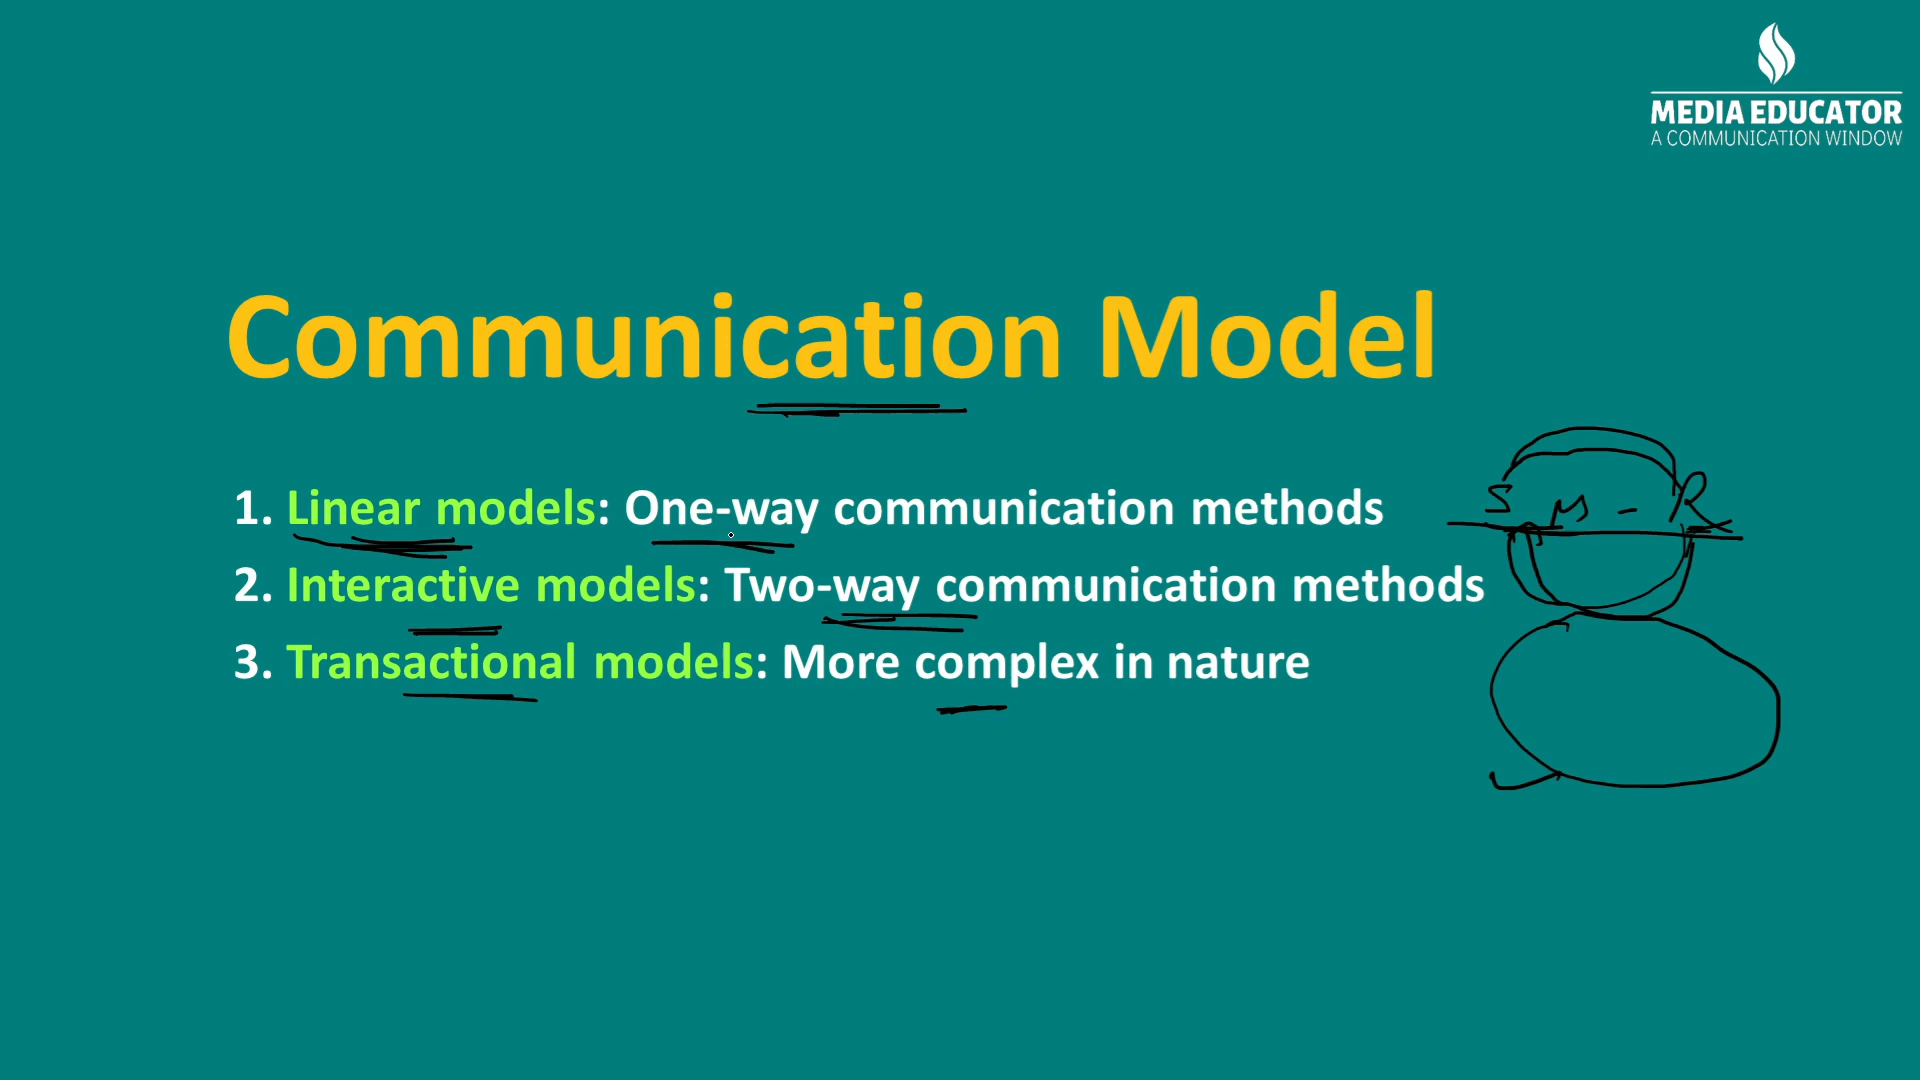 MEDIA EDUCATOR
A COMMUNICATION WINDOW
Communication Model
1. Linear models: One-way communication methods
2. Interactive models: Two-way communication methods
3. Transactional models: More complex in nature
S M - R